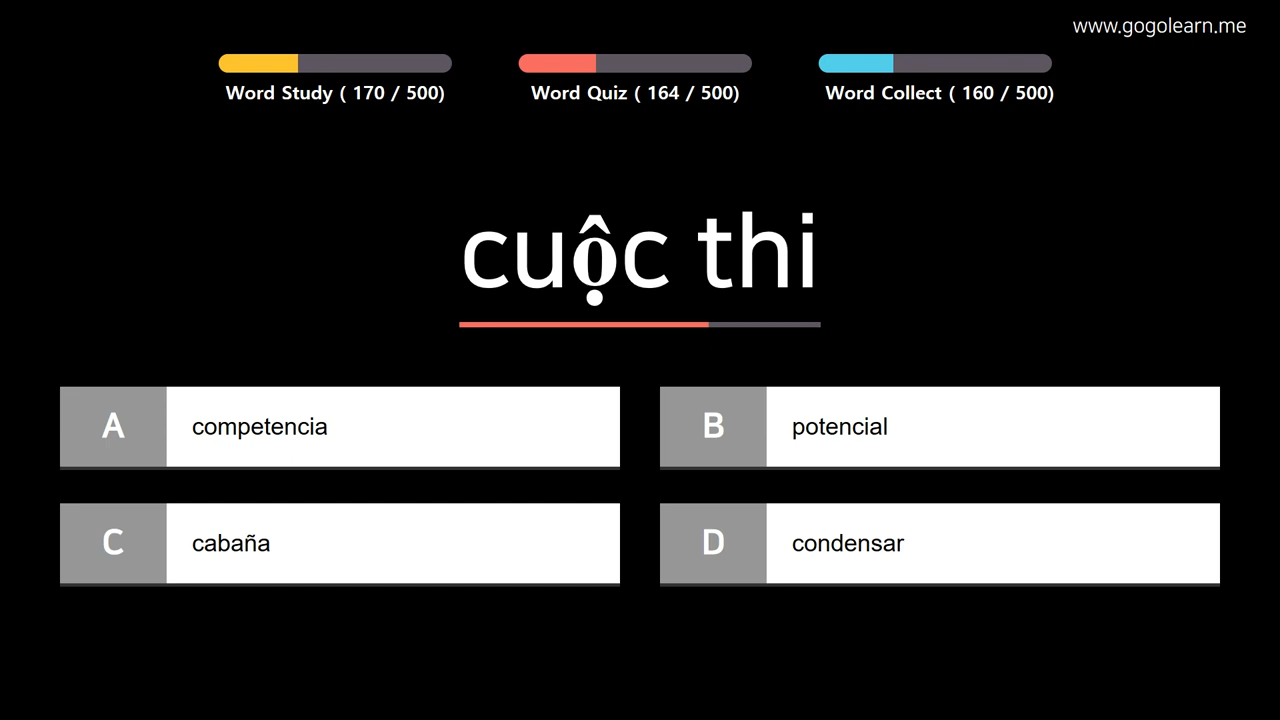 www.gogolearn.me
Word Study ( 170 / 500)
Word Quiz ( 164 / 500)
Word Collect ( 160 / 500)
cuộc thi
A competencia
B potencial
C cabaña
D condensar